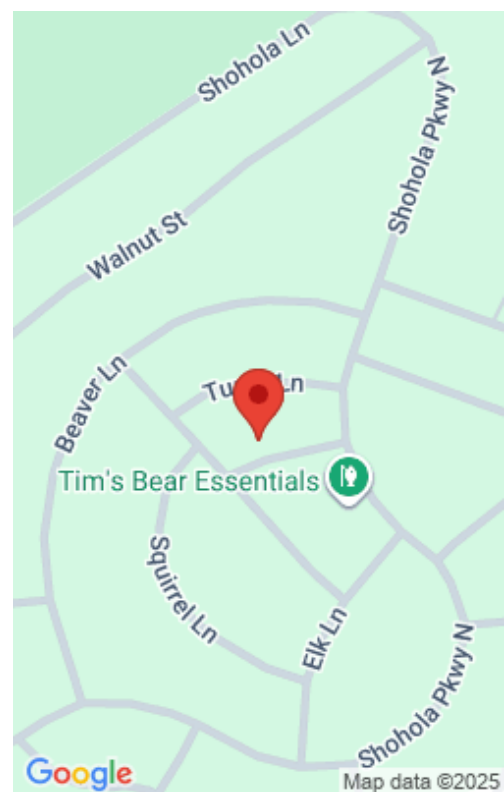 Shohola Ln
Shohola Pkwy N
Walnut St
Beaver Ln
Ln
Tim's Bear Essentials
Squirrel Ln
Elk Ln
Shohola Pkwy N
Google
Map data ©2025